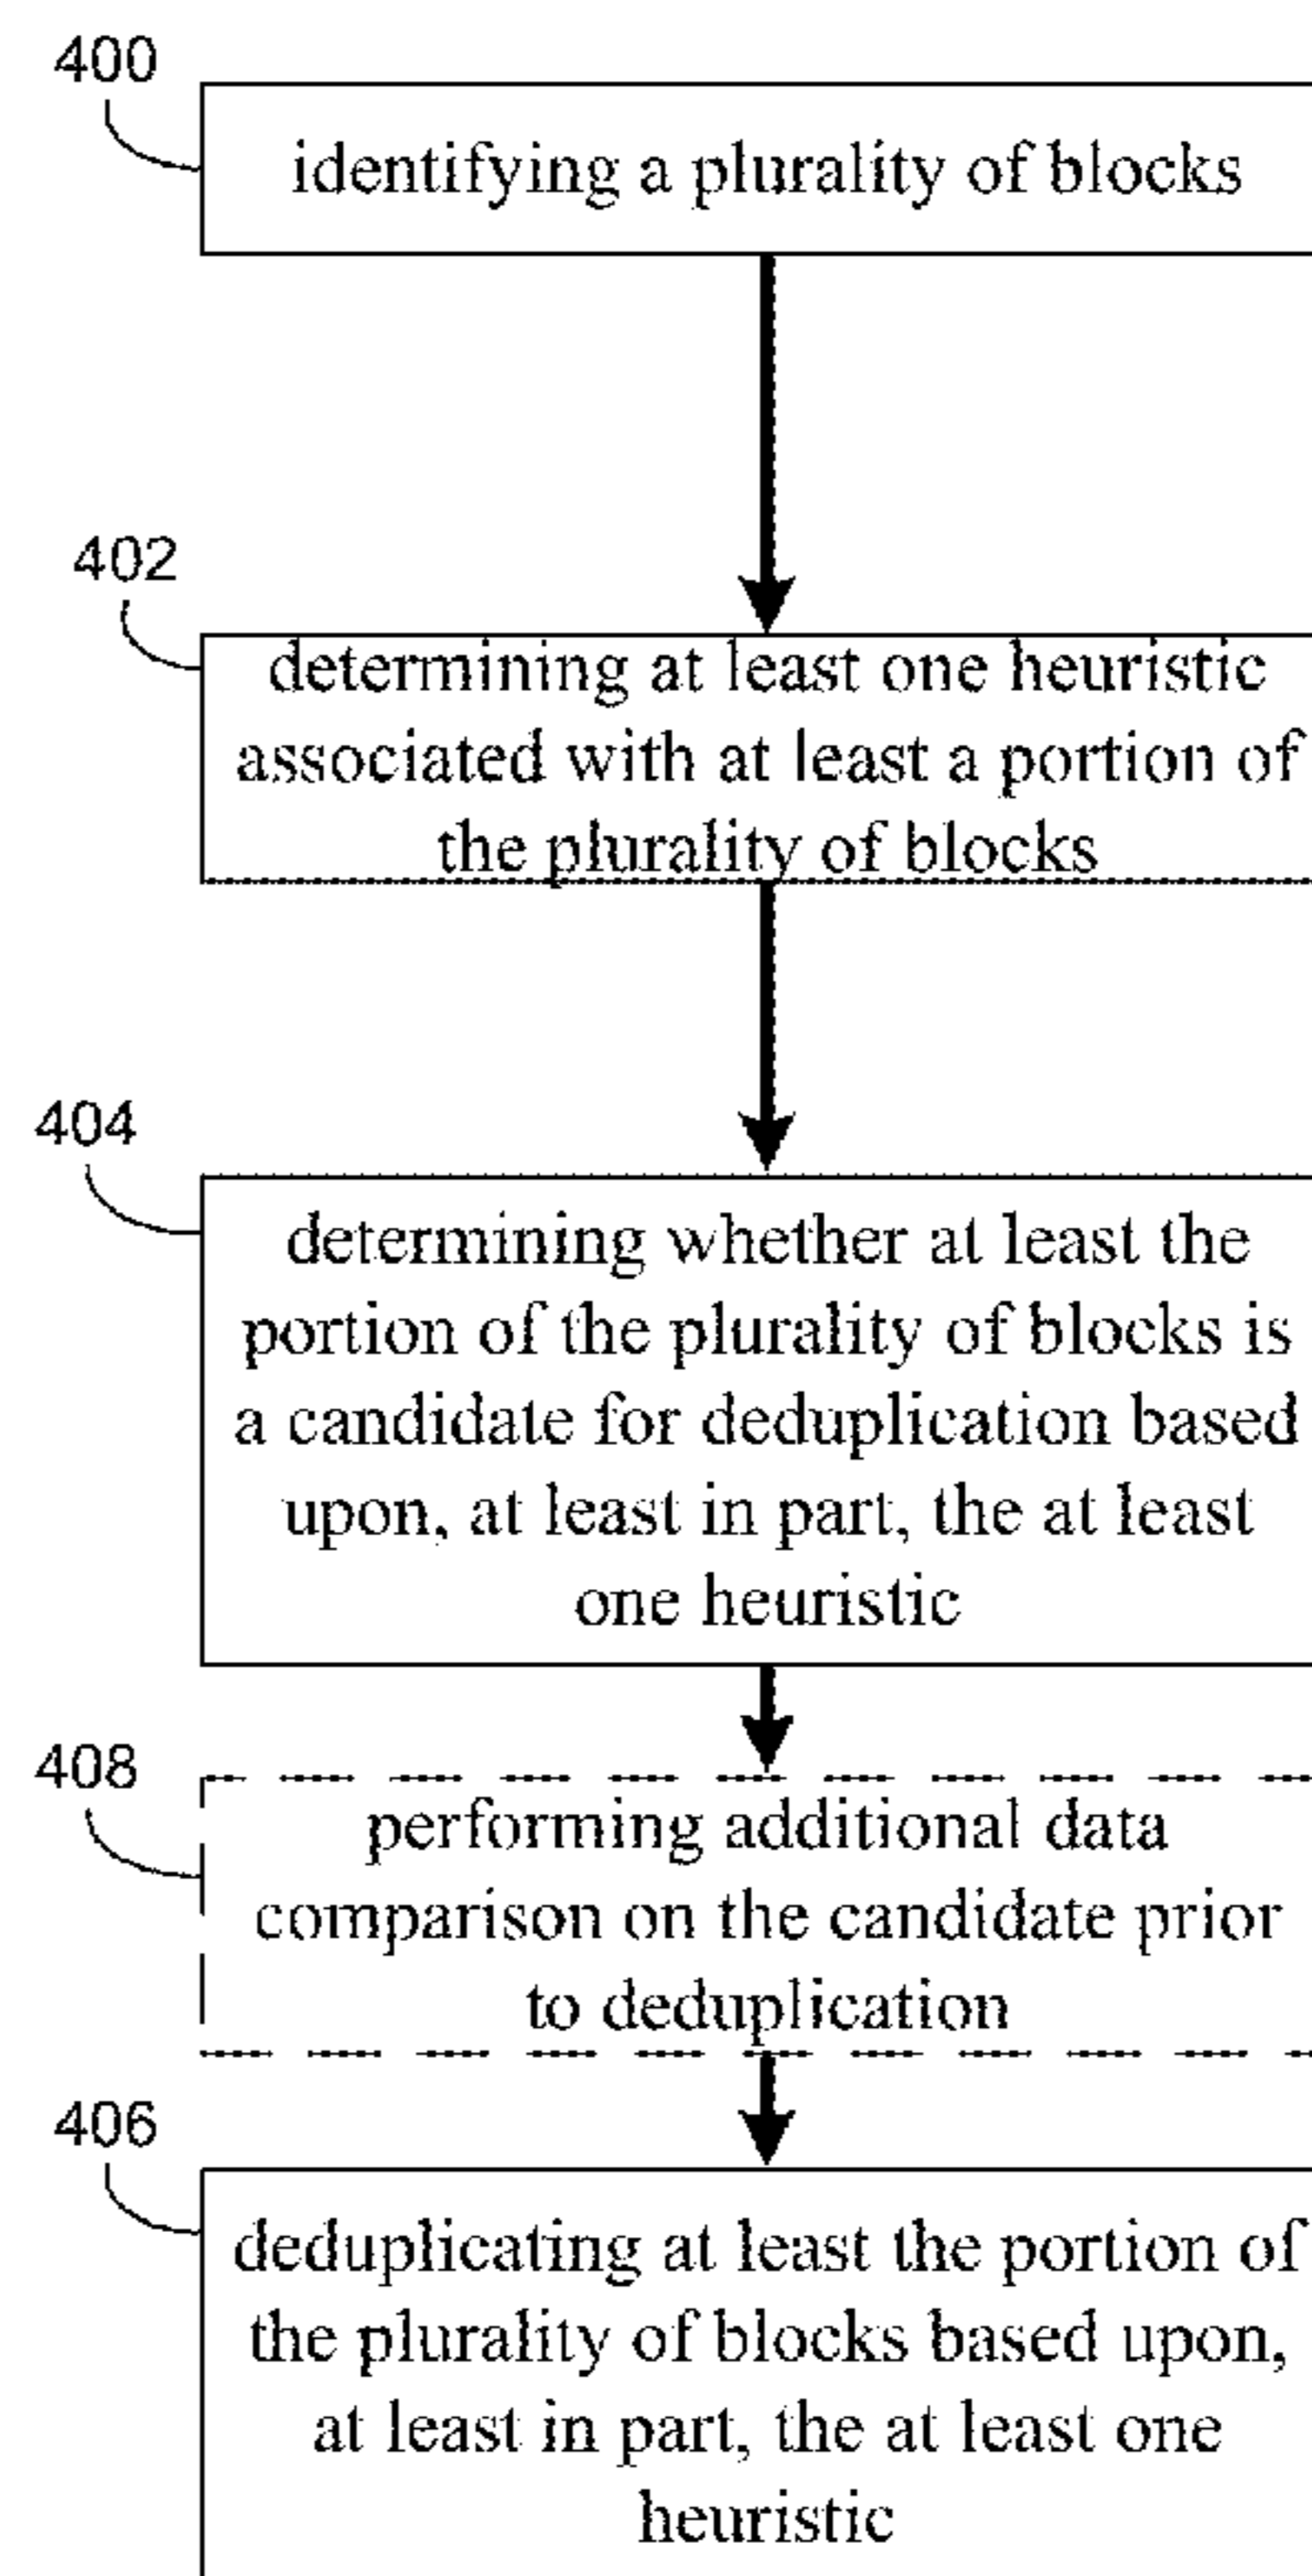 400
identifying a plurality of blocks
402
determining at least one heuristic
associated with at least a portion of
the plurality of blocks
404
determining whether at least the
portion of the plurality of blocks is
a candidate for deduplication based
upon, at least in part, the at least
one heuristic
408
performing additional data
comparison on the candidate prior
to deduplication
406
deduplicating at least the portion of
the plurality of blocks based upon,
at least in part, the at least one
heuristic